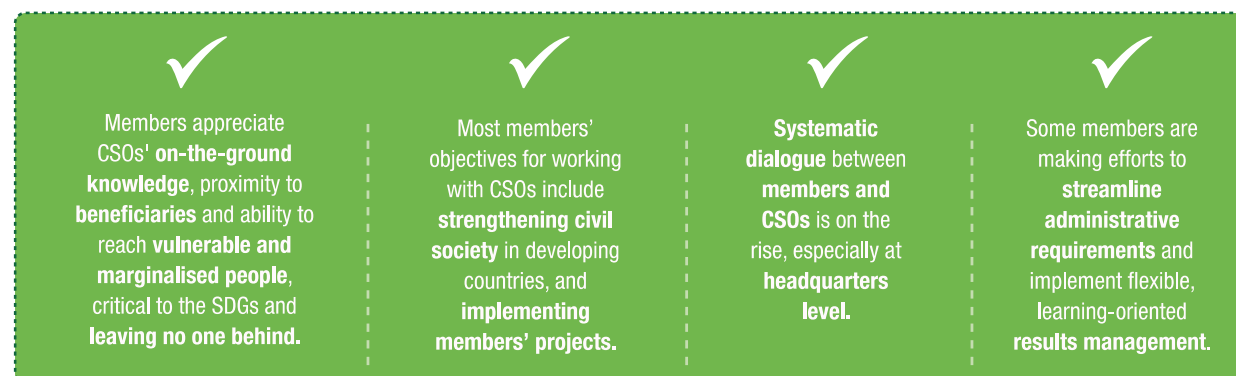 Members appreciate
CSOs' on-the-ground
knowledge, proximity to
beneficiaries and ability to
reach vulnerable and
marginalised people,
critical to the SDGs and
leaving no one behind.
Most members’
objectives for working
with CSOs include
strengthening civil
society in developing
countries, and
implementing
members’ projects.
Systematic
dialogue between
members and
CSOs is on the
rise, especially at
headquarters
level.
Some members are
making efforts to
streamline
administrative
requirements and
implement flexible,
learning-oriented
results management.